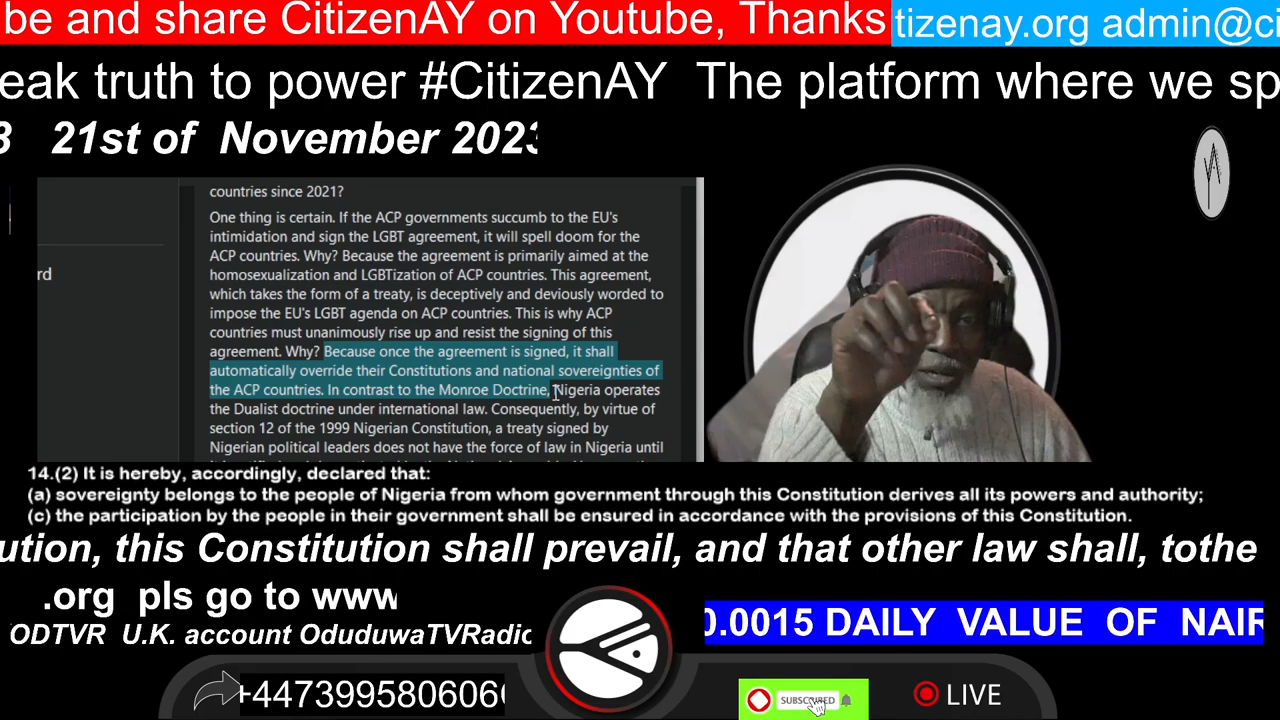 be and share CitizenAY on Youtube, Thanks
tizenay.org admin@ci
eak truth to power #CitizenAY The platform where we sp
3 21st of November 2023
countries since 2021?
One thing is certain. If the ACP governments succumb to the EU's
intimidation and sign the LGBT agreement, it will spell doom for the
ACP countries. Why? Because the agreement is primarily aimed at the
homosexualization and LGBTization of ACP countries. This agreement,
which takes the form of a treaty, is deceptively and deviously worded to
impose the EU's LGBT agenda on ACP countries. This is why ACP
countries must unanimously rise up and resist the signing of this
agreement. Why? Because once the agreement is signed, it shall
automatically override their Constitutions and national sovereignties of
the ACP countries. In contrast to the Monroe Doctrine, Nigeria operates
the Dualist doctrine under international law. Consequently, by virtue of
section 12 of the 1999 Nigerian Constitution, a treaty signed by
Nigerian political leaders does not have the force of law in Nigeria until
rd
14.(2) It is hereby, accordingly, declared that:
(a) sovereignty belongs to the people of Nigeria from whom government through this Constitution derives all its powers and authority;
(c) the participation by the people in their government shall be ensured in accordance with the provisions of this Constitution.
ution, this Constitution shall prevail, and that other law shall, tothe
.org pls go to www
ODTVR U.K. account OduduwaTVRadio
0.0015 DAILY VALUE OF NAIR
+447399580606
SUBSCRIBED
LIVE